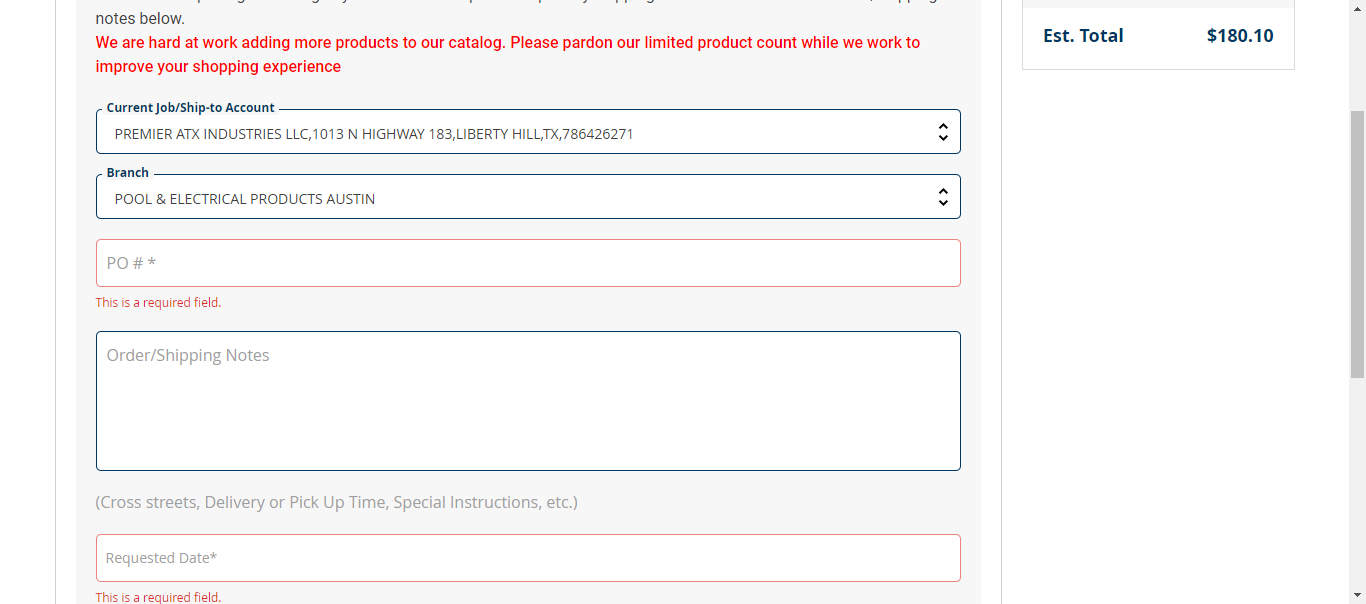 notes below.
We are hard at work adding more products to our catalog. Please pardon our limited product count while we work to
improve your shopping experience
Current Job/Ship-to Account
PREMIER ATX INDUSTRIES LLC,1013 N HIGHWAY 183,LIBERTY HILL,TX,786426271
Branch
POOL & ELECTRICAL PRODUCTS AUSTIN
PO # *
This is a required field.
Order/Shipping Notes
(Cross streets, Delivery or Pick Up Time, Special Instructions, etc.)
Requested Date*
This is a required field.
Est. Total $180.10